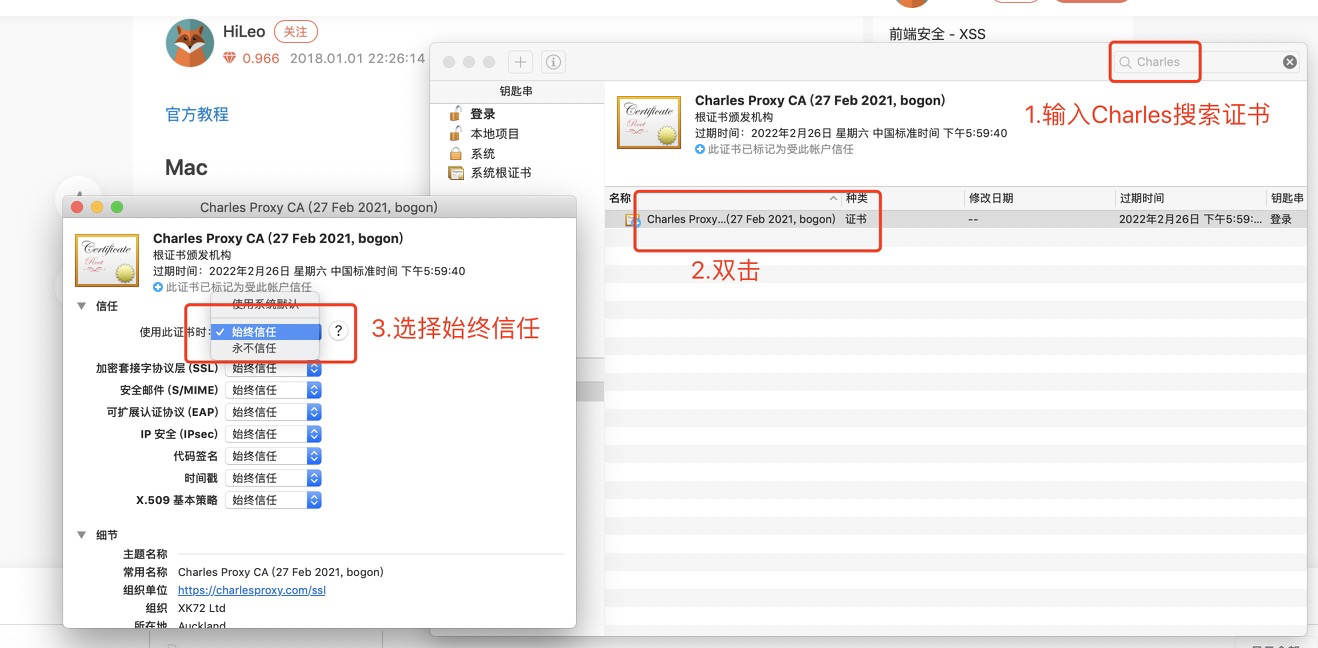 HiLeo
关注
0.966 2018.01.01 22:26:14
官方教程
Mac
前端安全 - XSS
Charles
1.输入Charles搜索证书
钥匙串
登录
本地项目
系统
系统根证书
Charles Proxy CA (27 Feb 2021, bogon)
根证书颁发机构
过期时间：2022年2月26日 星期六 中国标准时间 下午5:59:40
此证书已标记为受此帐户信任
名称 种类 修改日期 过期时间 钥匙串
Charles Proxy...(27 Feb 2021, bogon) 证书 -- 2022年2月26日 下午5:59:... 登录
2.双击
Charles Proxy CA (27 Feb 2021, bogon)
Charles Proxy CA (27 Feb 2021, bogon)
根证书颁发机构
过期时间：2022年2月26日 星期六 中国标准时间 下午5:59:40
此证书已标记为受此帐户信任
信任
使用系统默认
使用此证书时: ✓ 始终信任 ?
永不信任
3.选择始终信任
加密套接字协议层 (SSL) 始终信任
安全邮件 (S/MIME) 始终信任
可扩展认证协议 (EAP) 始终信任
IP 安全 (IPsec) 始终信任
代码签名 始终信任
时间戳 始终信任
X.509 基本策略 始终信任
细节
主题名称
常用名称 Charles Proxy CA (27 Feb 2021, bogon)
组织单位 https://charlesproxy.com/ssl
组织 XK72 Ltd
所在地 Auckland